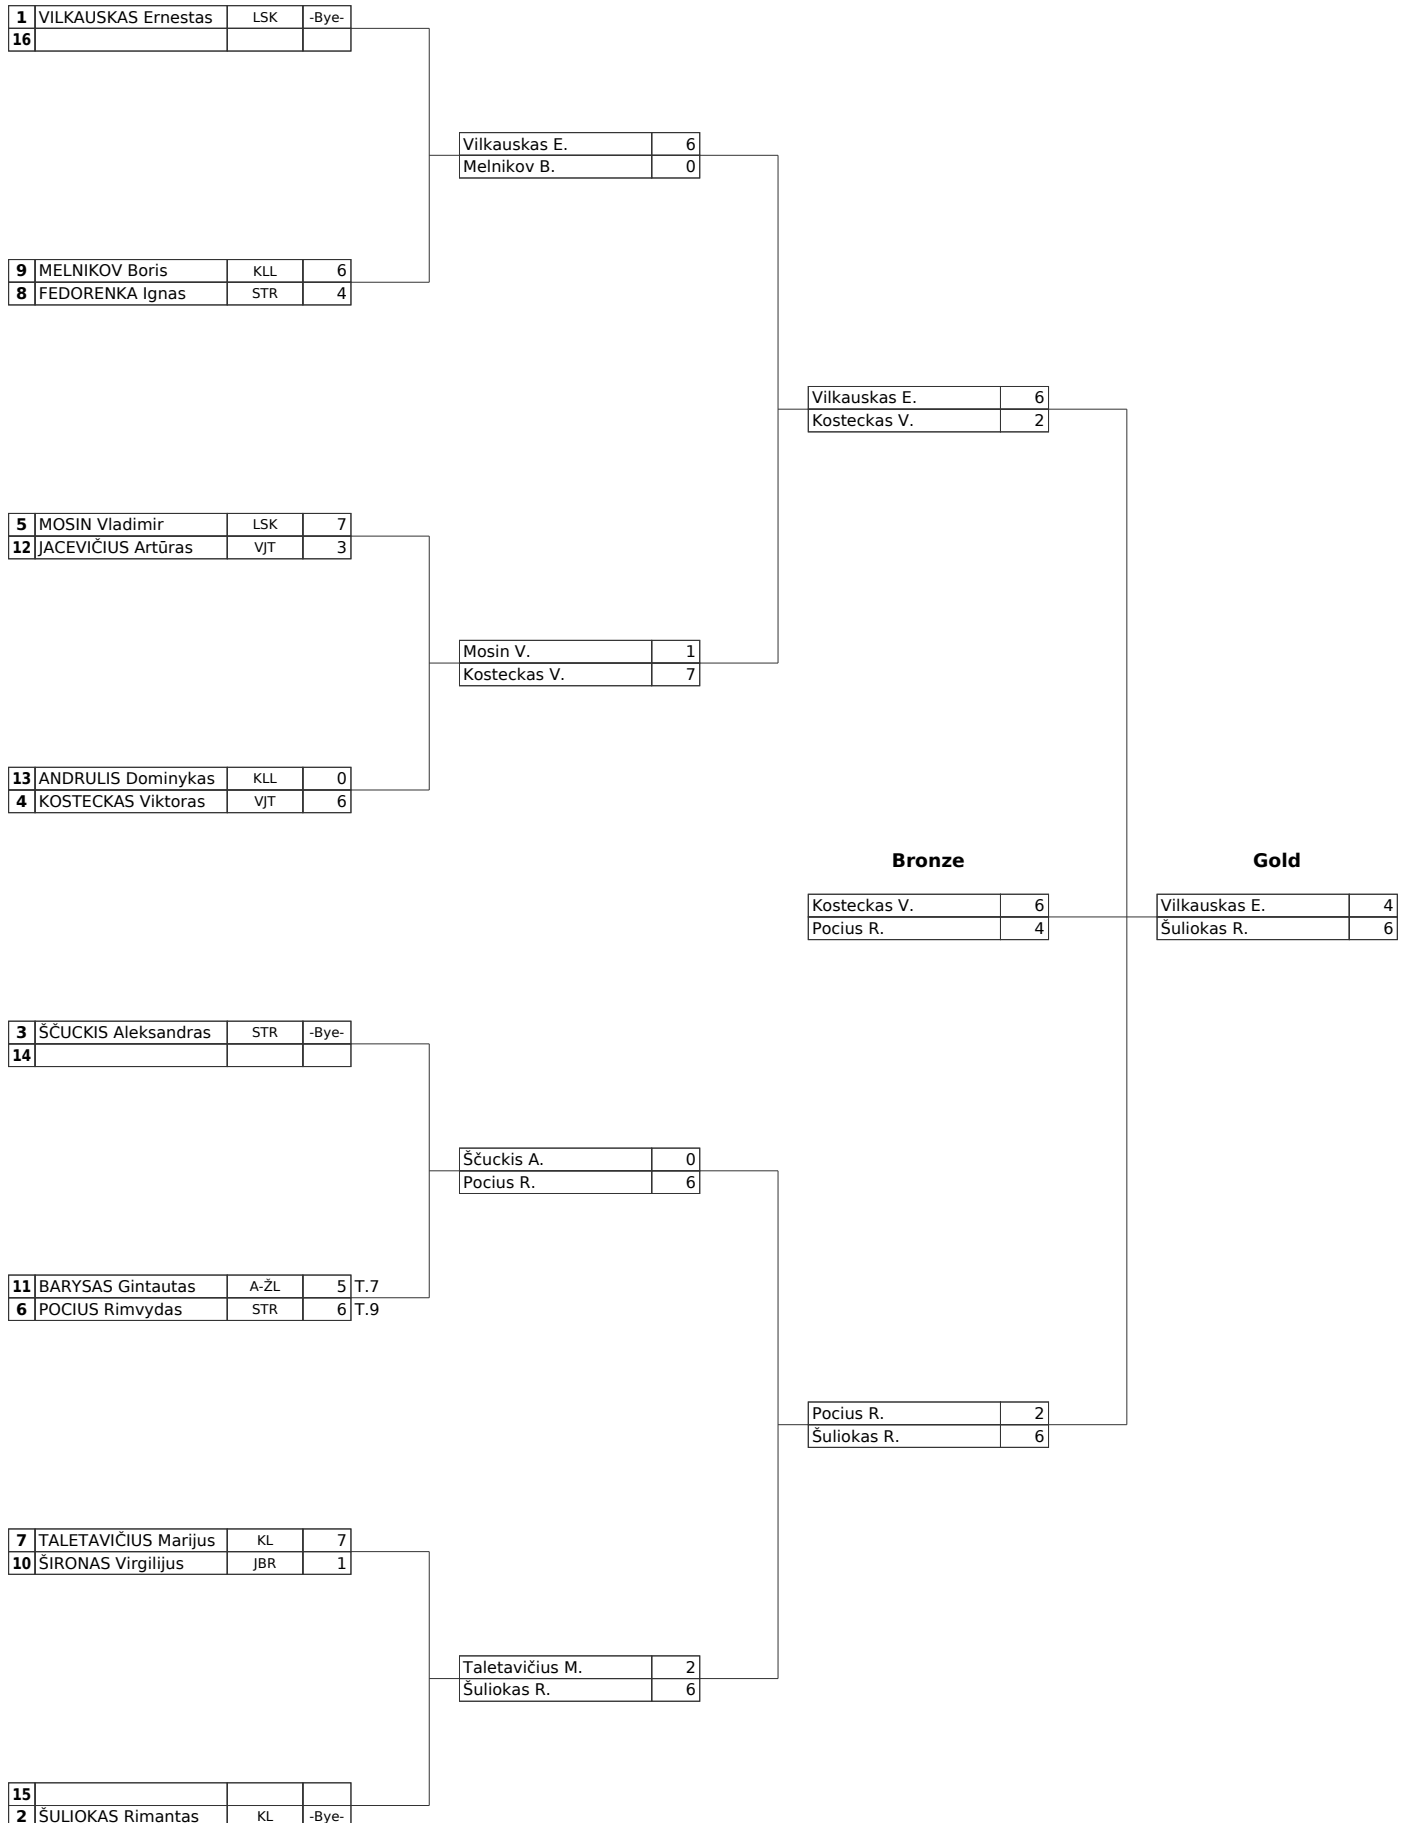 1 VILKAUSKAS Ernestas LSK -Bye-
16
Vilkauskas E. 6
Melnikov B. 0
9 MELNIKOV Boris KLL 6
8 FEDORENKA Ignas STR 4
Vilkauskas E. 6
Kosteckas V. 2
5 MOSIN Vladimir LSK 7
12 JACEVIČIUS Artūras VJT 3
Mosin V. 1
Kosteckas V. 7
13 ANDRULIS Dominykas KLL 0
4 KOSTECKAS Viktoras VJT 6
Bronze Gold
Kosteckas V. 6 Vilkauskas E. 4
Pocius R. 4 Šuliokas R. 6
3 ŠČUCKIS Aleksandras STR -Bye-
14
Ščuckis A. 0
Pocius R. 6
11 BARYSAS Gintautas A-ŽL 5 T.7
6 POCIUS Rimvydas STR 6 T.9
Pocius R. 2
Šuliokas R. 6
7 TALETAVIČIUS Marijus KL 7
10 ŠIRONAS Virgilijus JBR 1
Taletavičius M. 2
Šuliokas R. 6
15
2 ŠULIOKAS Rimantas KL -Bye-